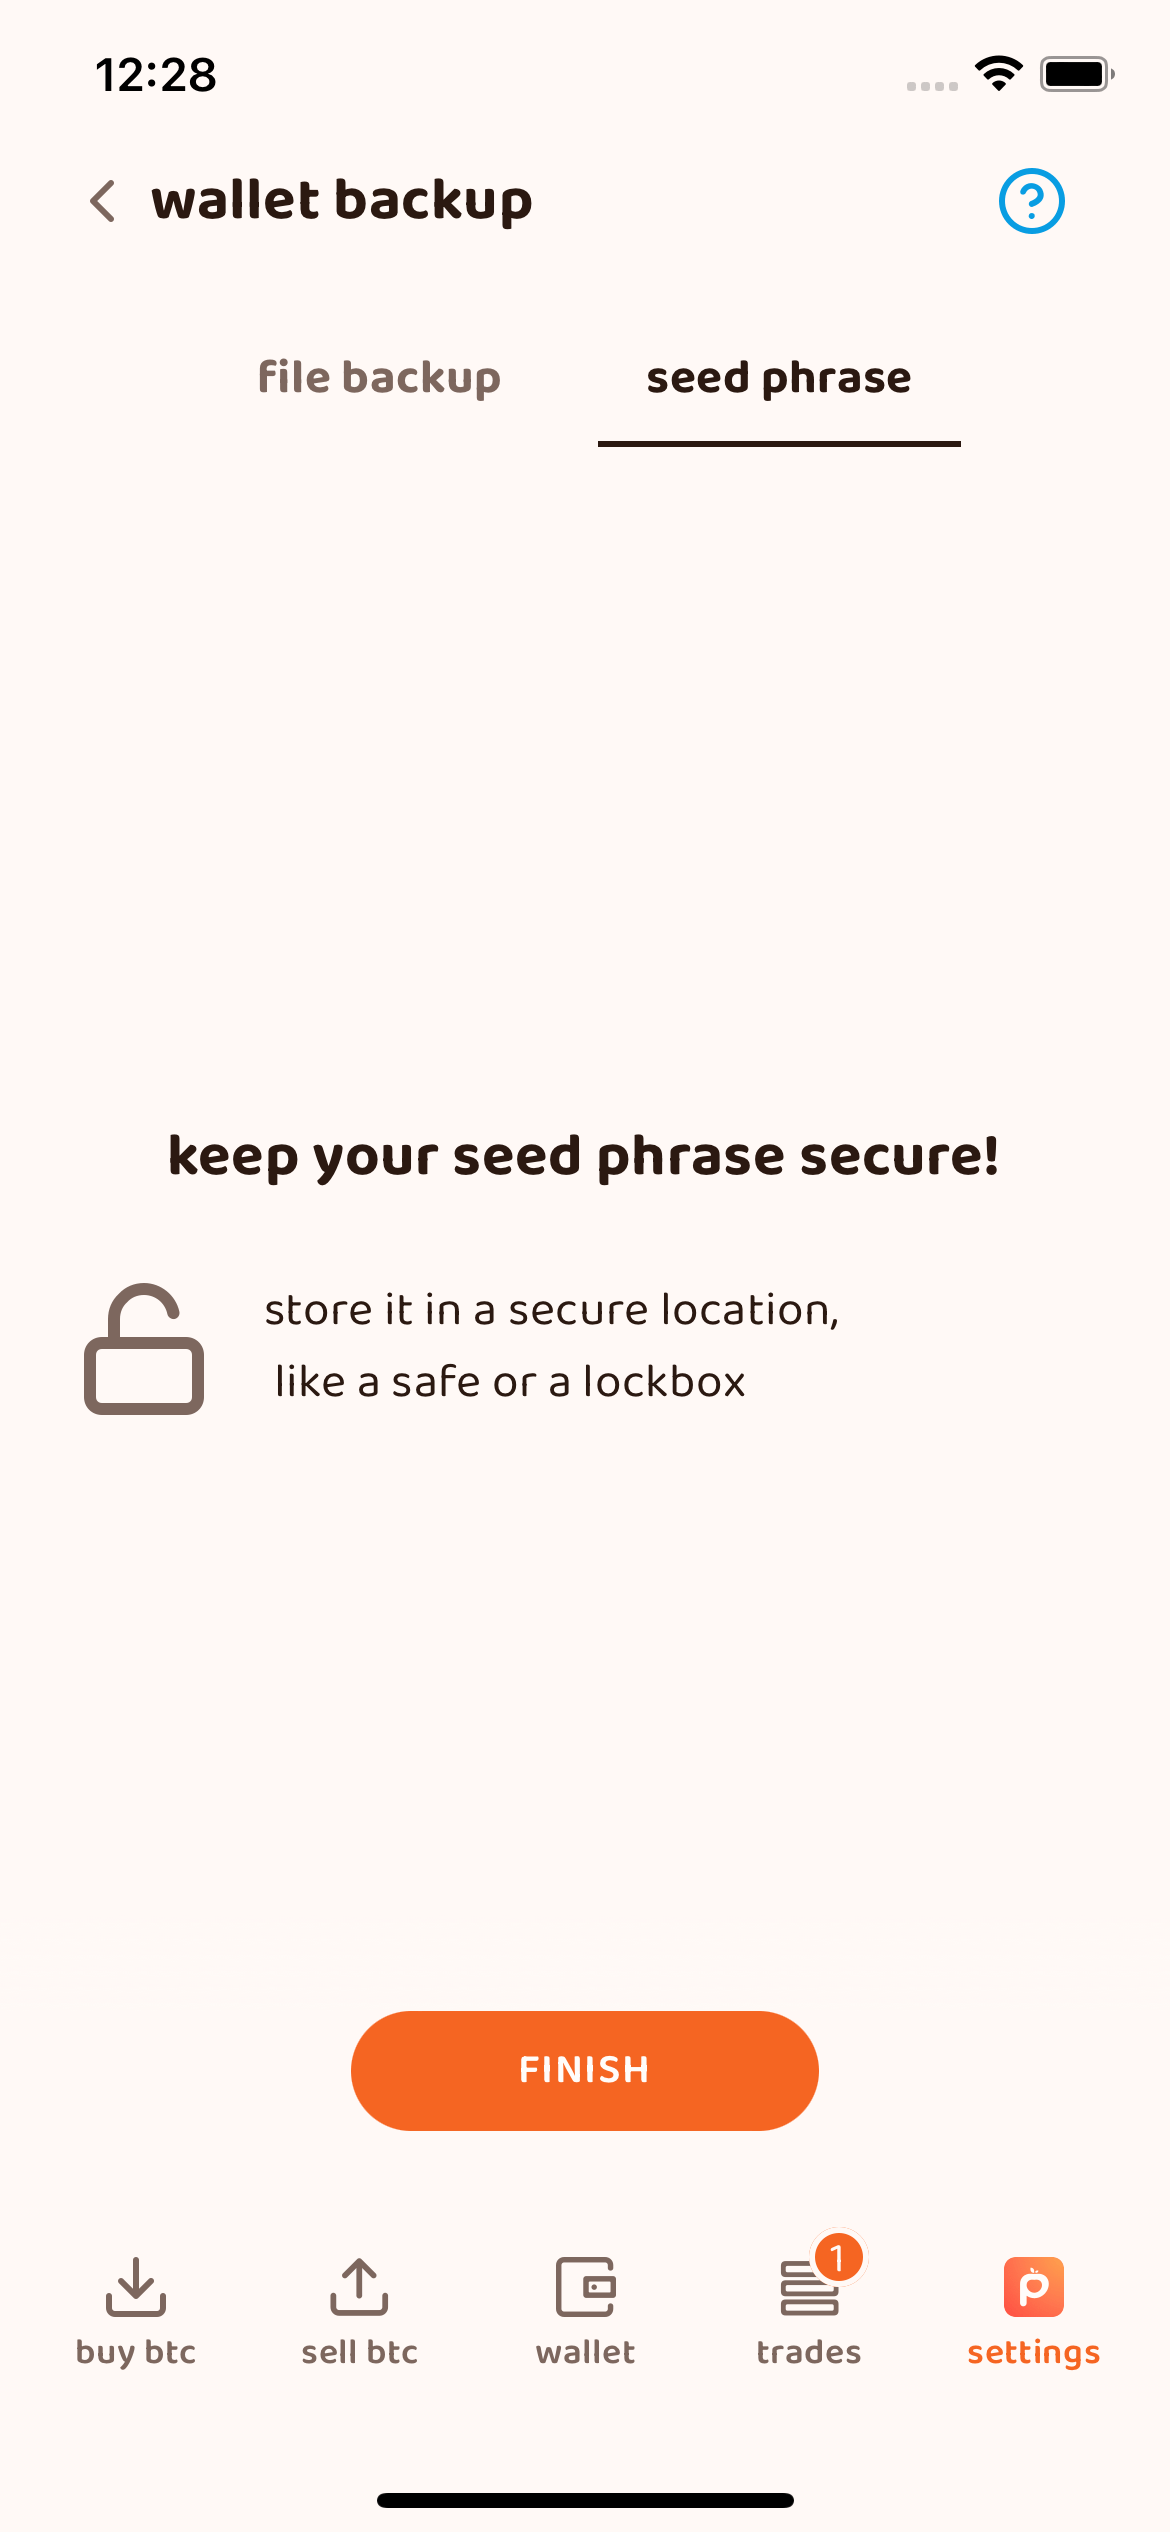 12:28
wallet backup
file backup
seed phrase
keep your seed phrase secure!
store it in a secure location,
like a safe or a lockbox
FINISH
1
buy btc
sell btc
wallet
trades
settings